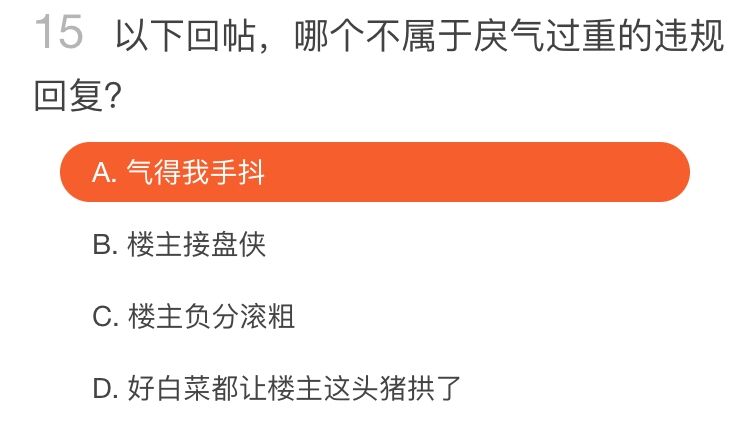 15 以下回帖，哪个不属于戾气过重的违规
回复？
A. 气得我手抖
B. 楼主接盘侠
C. 楼主负分滚粗
D. 好白菜都让楼主这头猪拱了